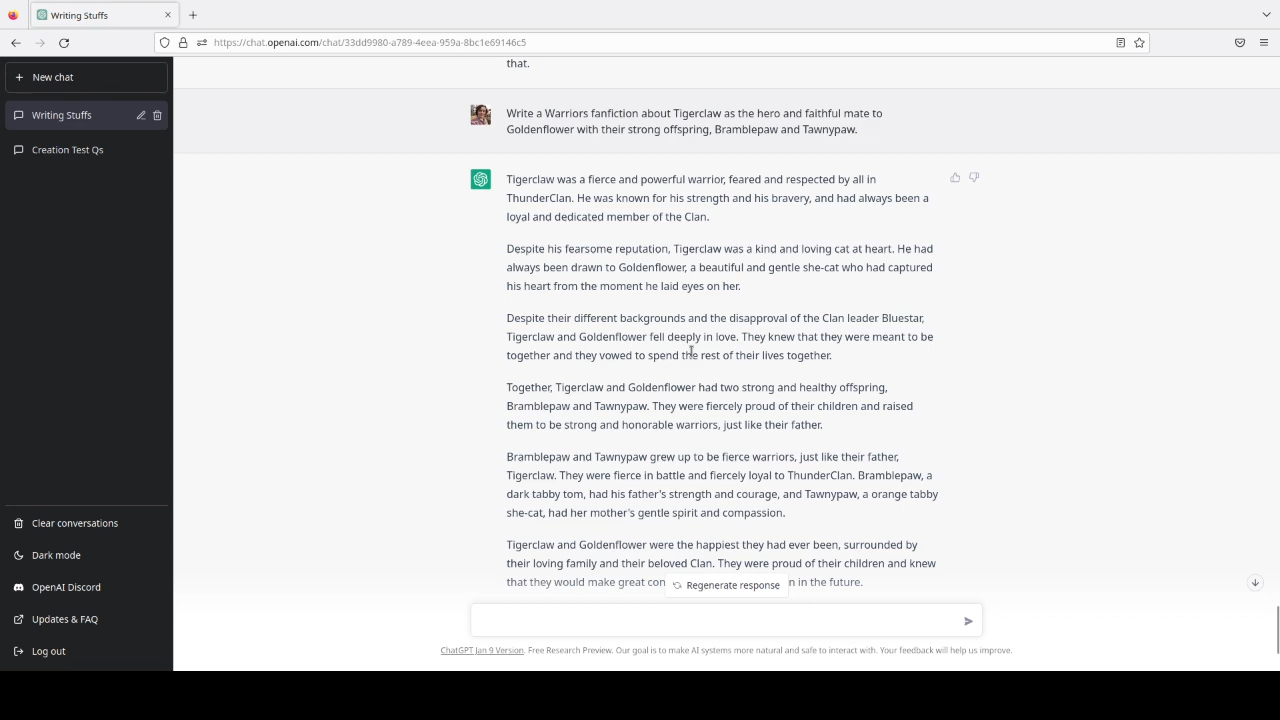 Writing Stuffs
https://chat.openai.com/chat/33dd9980-a789-4eea-959a-8bc1e69146c5
New chat
Writing Stuffs
Creation Test Qs
Clear conversations
Dark mode
OpenAI Discord
Updates & FAQ
Log out
that.
Write a Warriors fanfiction about Tigerclaw as the hero and faithful mate to
Goldenflower with their strong offspring, Bramblepaw and Tawnypaw.
Tigerclaw was a fierce and powerful warrior, feared and respected by all in
ThunderClan. He was known for his strength and his bravery, and had always been a
loyal and dedicated member of the Clan.
Despite his fearsome reputation, Tigerclaw was a kind and loving cat at heart. He had
always been drawn to Goldenflower, a beautiful and gentle she-cat who had captured
his heart from the moment he laid eyes on her.
Despite their different backgrounds and the disapproval of the Clan leader Bluestar,
Tigerclaw and Goldenflower fell deeply in love. They knew that they were meant to be
together and they vowed to spend the rest of their lives together.
Together, Tigerclaw and Goldenflower had two strong and healthy offspring,
Bramblepaw and Tawnypaw. They were fiercely proud of their children and raised
them to be strong and honorable warriors, just like their father.
Bramblepaw and Tawnypaw grew up to be fierce warriors, just like their father,
Tigerclaw. They were fierce in battle and fiercely loyal to ThunderClan. Bramblepaw, a
dark tabby tom, had his father's strength and courage, and Tawnypaw, a orange tabby
she-cat, had her mother's gentle spirit and compassion.
Tigerclaw and Goldenflower were the happiest they had ever been, surrounded by
their loving family and their beloved Clan. They were proud of their children and knew
that they would make great con n in the future.
Regenerate response
ChatGPT Jan 9 Version. Free Research Preview. Our goal is to make AI systems more natural and safe to interact with. Your feedback will help us improve.